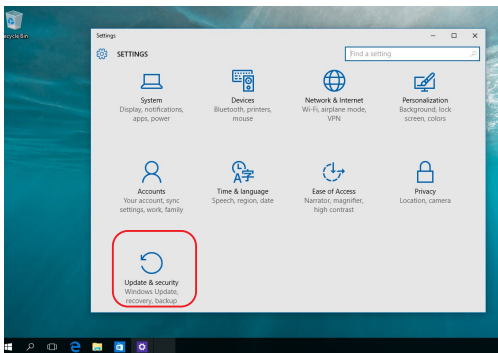 Recycle Bin
Settings
SETTINGS
Find a setting
System
Display, notifications,
apps, power
Devices
Bluetooth, printers,
mouse
Network & Internet
Wi-Fi, airplane mode,
VPN
Personalization
Background, lock
screen, colors
Accounts
Your account, sync
settings, work, family
Time & language
Speech, region, date
Ease of Access
Narrator, magnifier,
high contrast
Privacy
Location, camera
Update & security
Windows Update,
recovery, backup